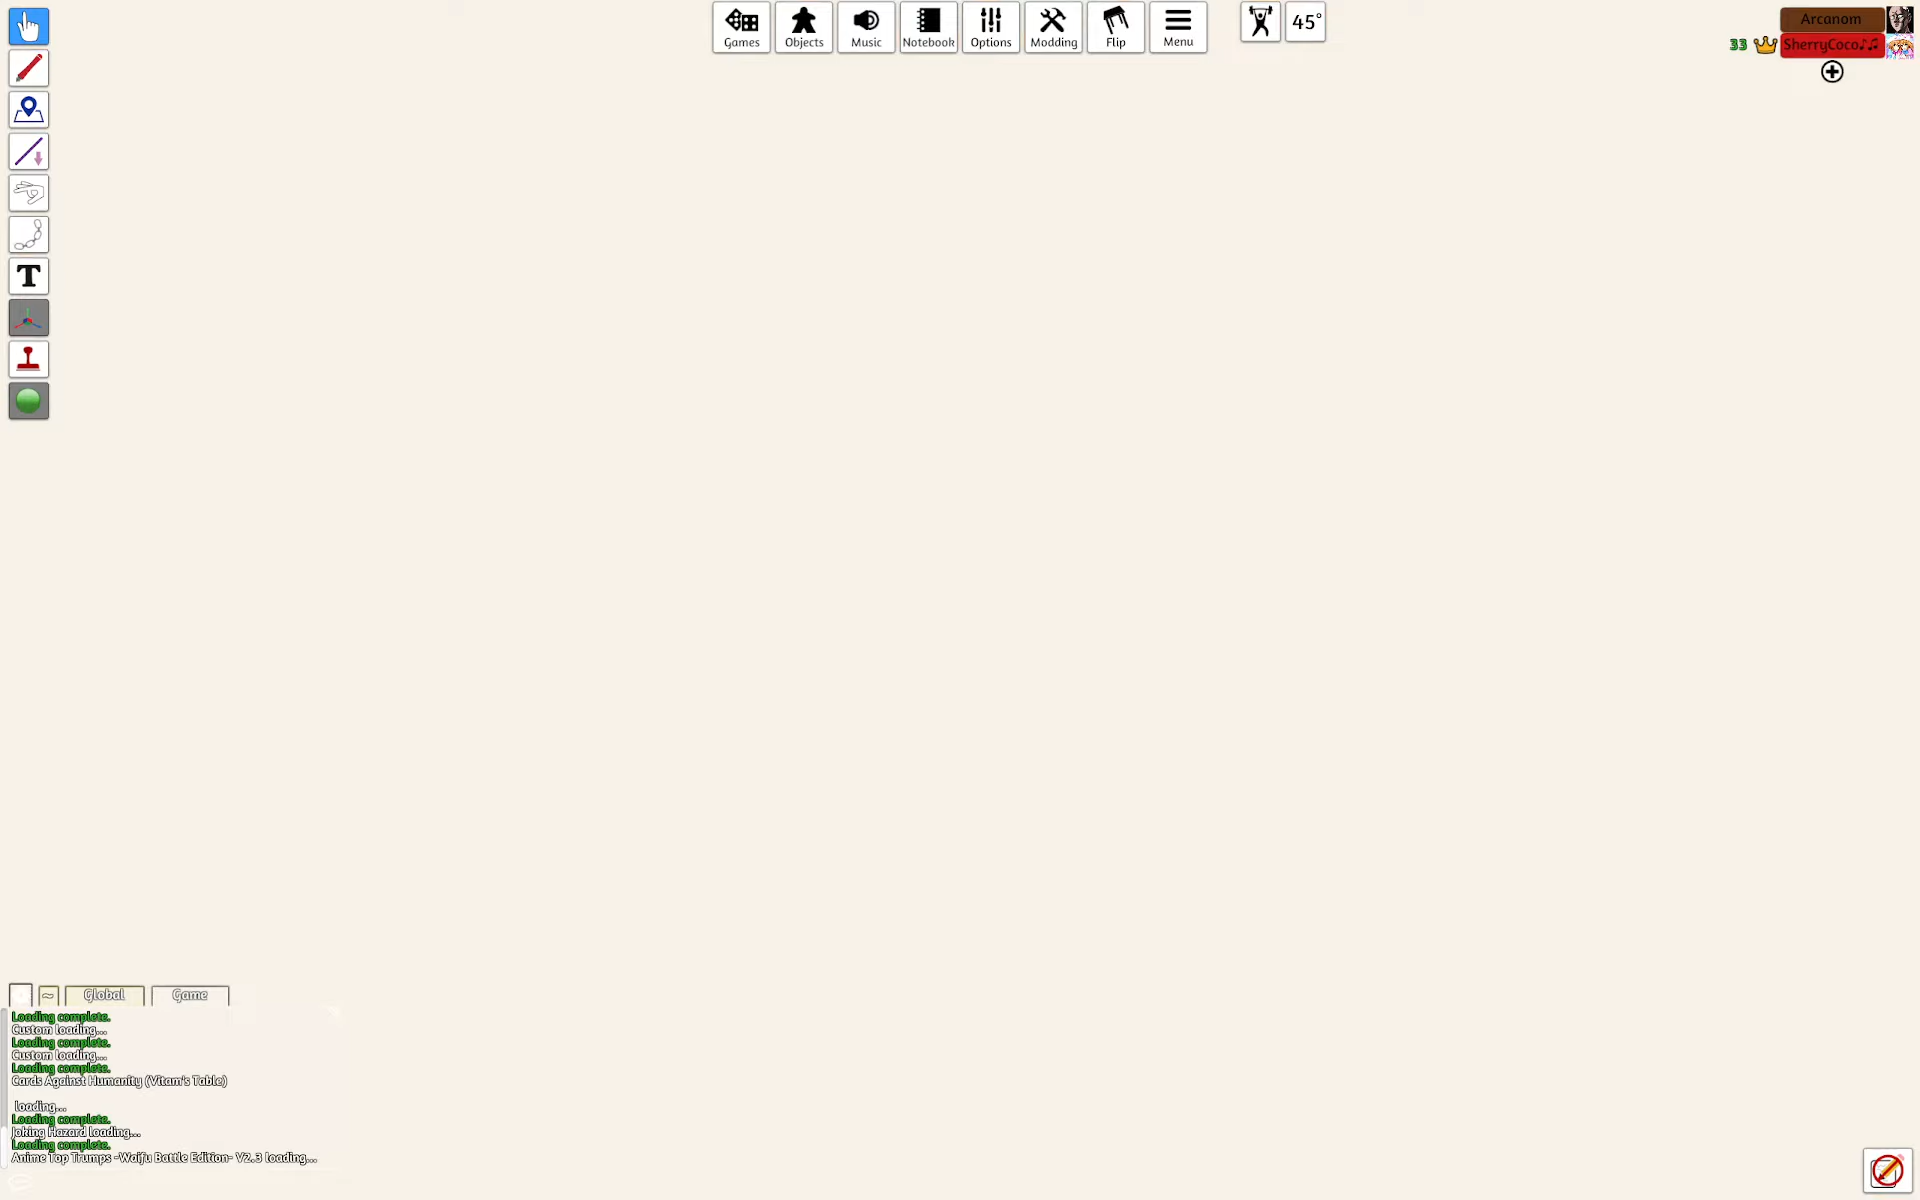 Games
Objects
Music
Notebook
Options
Modding
Flip
Menu
45°
Arcanom
33
SherryCoco♪♫
T
~
Global
Game
Loading complete.
Custom loading...
Loading complete.
Custom loading...
Loading complete.
Cards Against Humanity (Vitam's Table)
loading...
Loading complete.
Joking Hazard loading...
Loading complete.
Anime Top Trumps -Waifu Battle Edition- V2.3 loading...